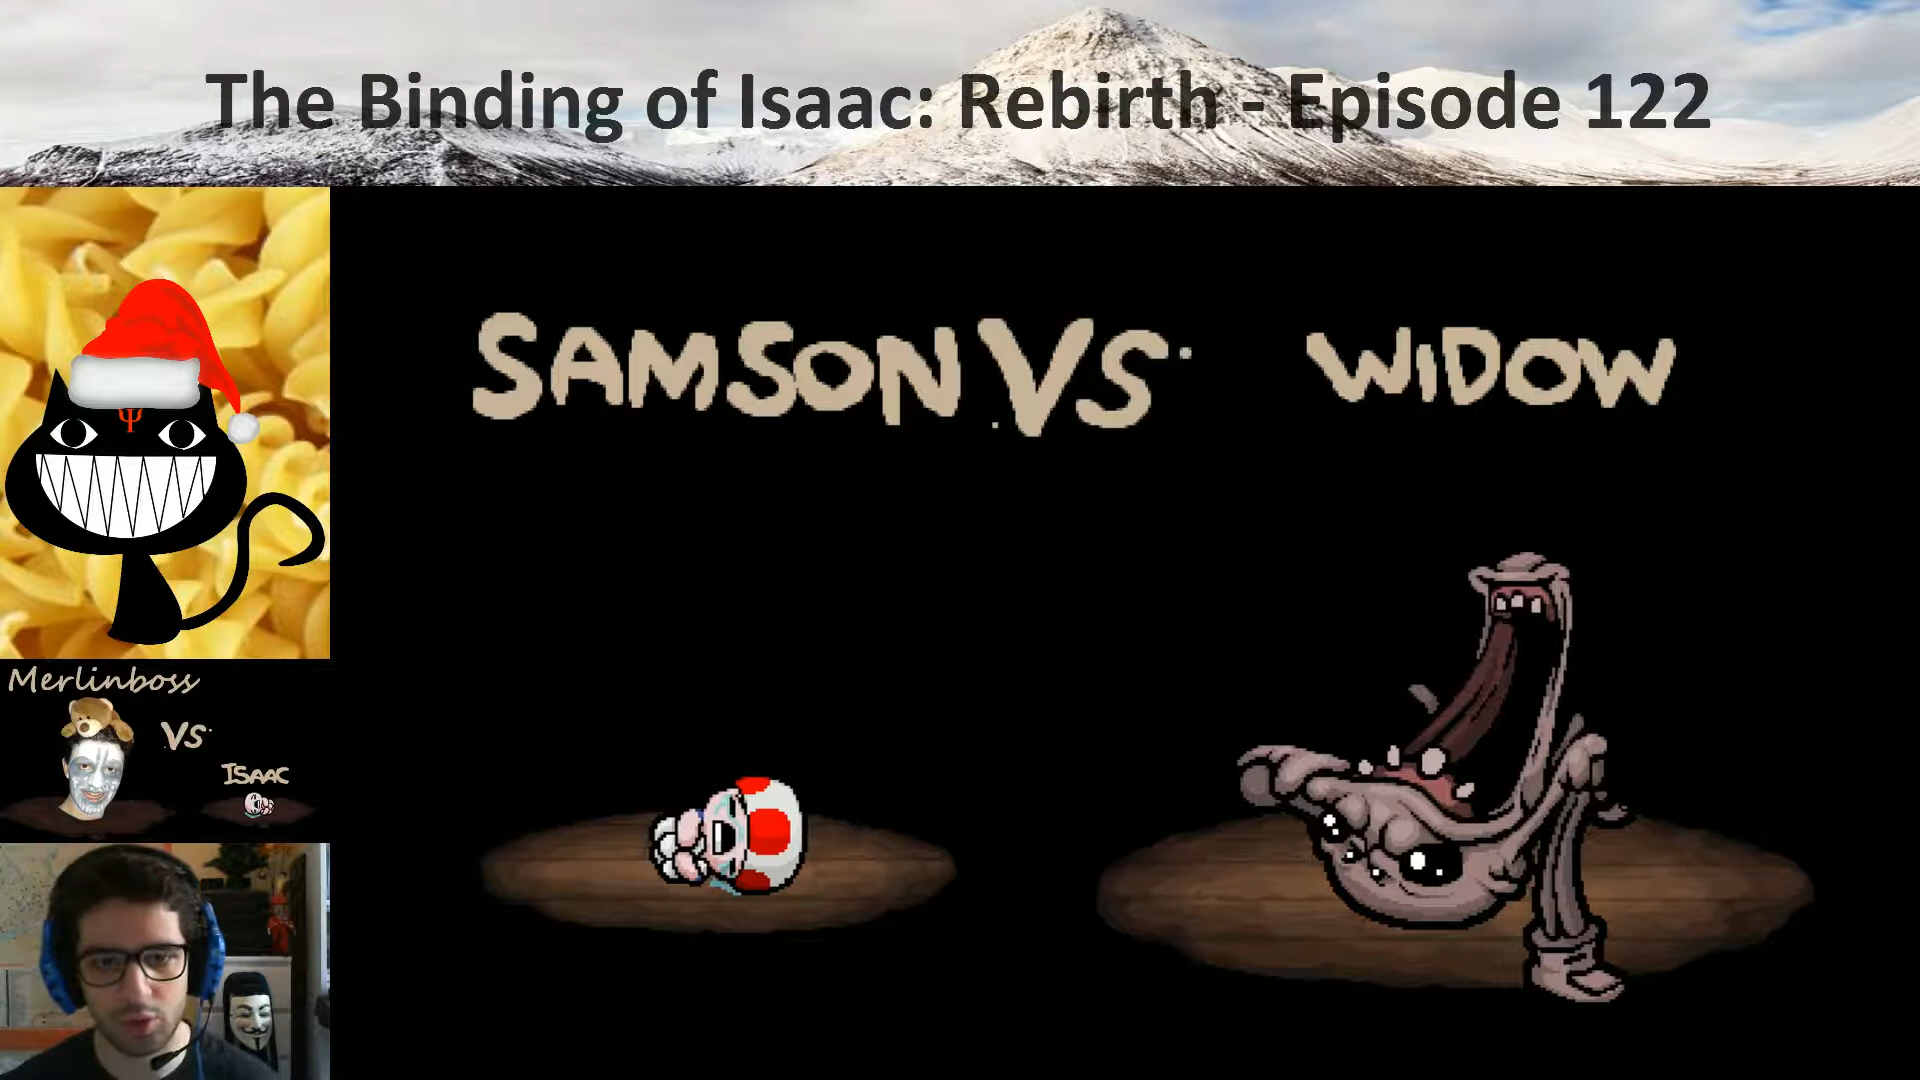 The Binding of Isaac: Rebirth - Episode 122
SAMSON VS. WIDOW
Ψ
Merlinboss
VS.
ISAAC